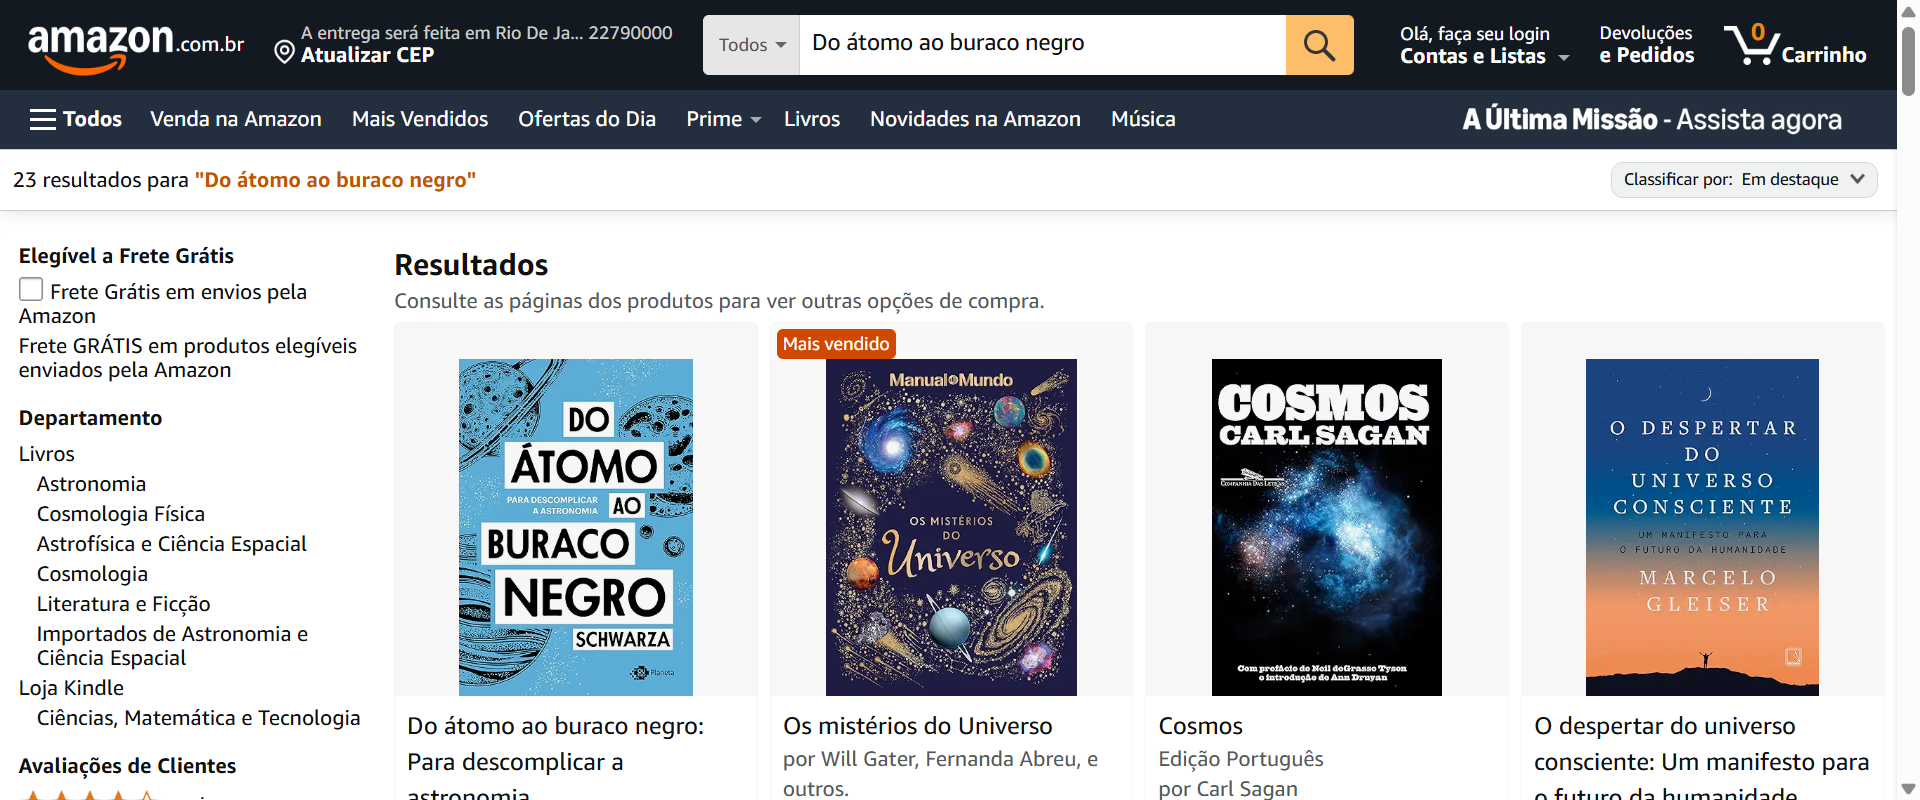 amazon.com.br
A entrega será feita em Rio De Ja... 22790000
Atualizar CEP
Todos
Do átomo ao buraco negro
Olá, faça seu login
Contas e Listas
Devoluções
e Pedidos
0
Carrinho
Todos
Venda na Amazon
Mais Vendidos
Ofertas do Dia
Prime
Livros
Novidades na Amazon
Música
A Última Missão - Assista agora
23 resultados para "Do átomo ao buraco negro"
Classificar por: Em destaque
Elegível a Frete Grátis
Frete Grátis em envios pela
Amazon
Frete GRÁTIS em produtos elegíveis
enviados pela Amazon
Departamento
Livros
Astronomia
Cosmologia Física
Astrofísica e Ciência Espacial
Cosmologia
Literatura e Ficção
Importados de Astronomia e
Ciência Espacial
Loja Kindle
Ciências, Matemática e Tecnologia
Avaliações de Clientes
Resultados
Consulte as páginas dos produtos para ver outras opções de compra.
DO
ÁTOMO
PARA DESCOMPLICAR
A ASTRONOMIA
AO
BURACO
NEGRO
SCHWARZA
Planeta
Do átomo ao buraco negro:
Para descomplicar a
astronomia
Mais vendido
Manual do Mundo
OS MISTÉRIOS
DO
Universo
Os mistérios do Universo
por Will Gater, Fernanda Abreu, e
outros.
COSMOS
CARL SAGAN
COMPANHIA DAS LETRAS
Com prefácio de Neil deGrasse Tyson
e introdução de Ann Druyan
Cosmos
Edição Português
por Carl Sagan
O DESPERTAR
DO
UNIVERSO
CONSCIENTE
UM MANIFESTO PARA
O FUTURO DA HUMANIDADE
MARCELO
GLEISER
O despertar do universo
consciente: Um manifesto para
o futuro da humanidade